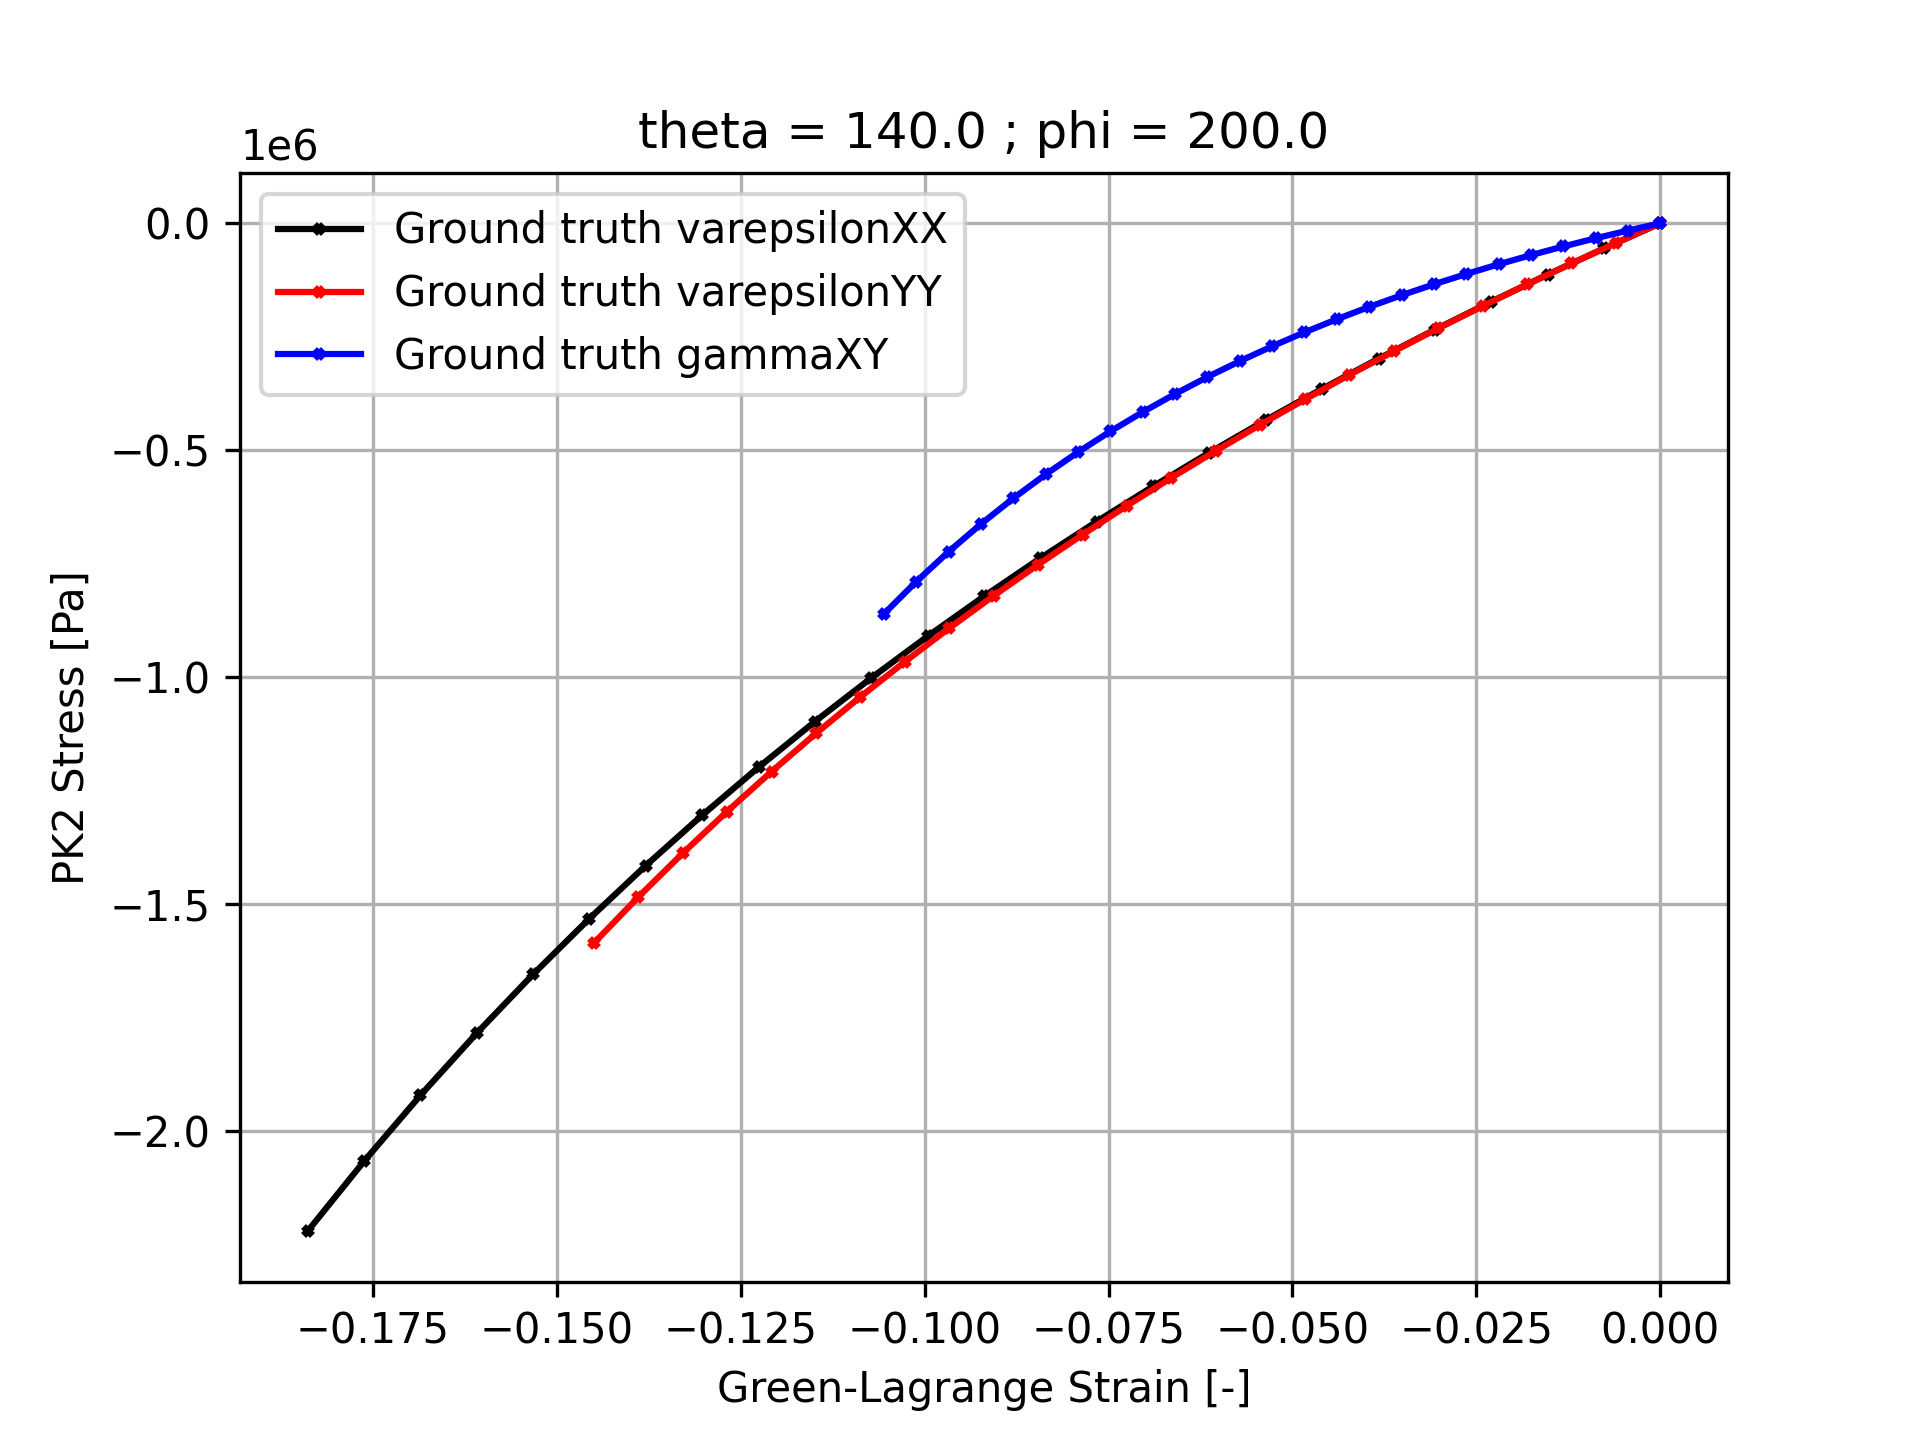 theta = 140.0 ; phi = 200.0
1e6
Ground truth varepsilonXX
Ground truth varepsilonYY
Ground truth gammaXY
0.0
−0.5
−1.0
−1.5
−2.0
PK2 Stress [Pa]
−0.175 −0.150 −0.125 −0.100 −0.075 −0.050 −0.025 0.000
Green-Lagrange Strain [-]